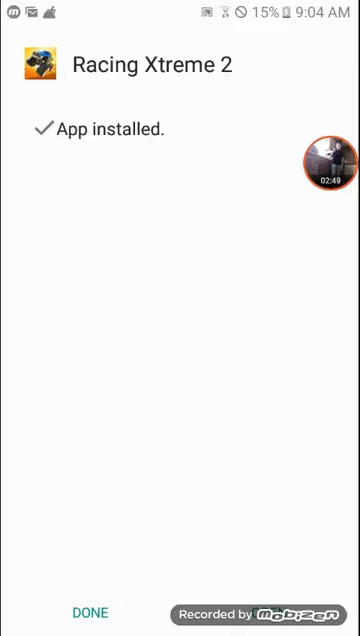 15% 9:04 AM
Racing Xtreme 2
App installed.
02:49
DONE
Recorded by mobizen